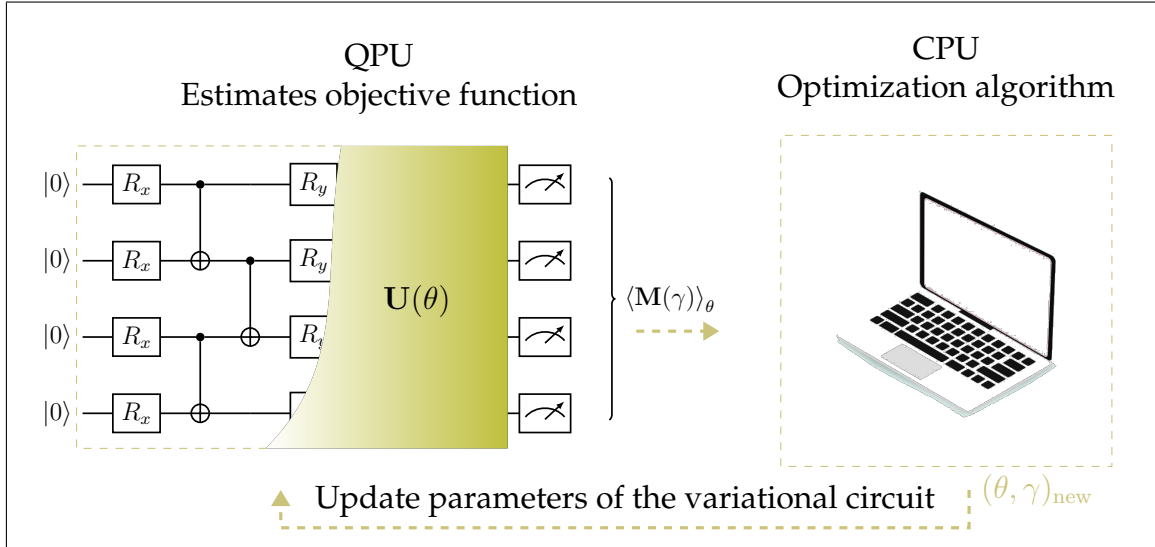 QPU
Estimates objective function
CPU
Optimization algorithm
|0⟩ R_x R_y
|0⟩ R_x R_y
U(θ)
⟨M(γ)⟩_θ
|0⟩ R_x R_y
|0⟩ R_x
Update parameters of the variational circuit
(θ, γ)_new